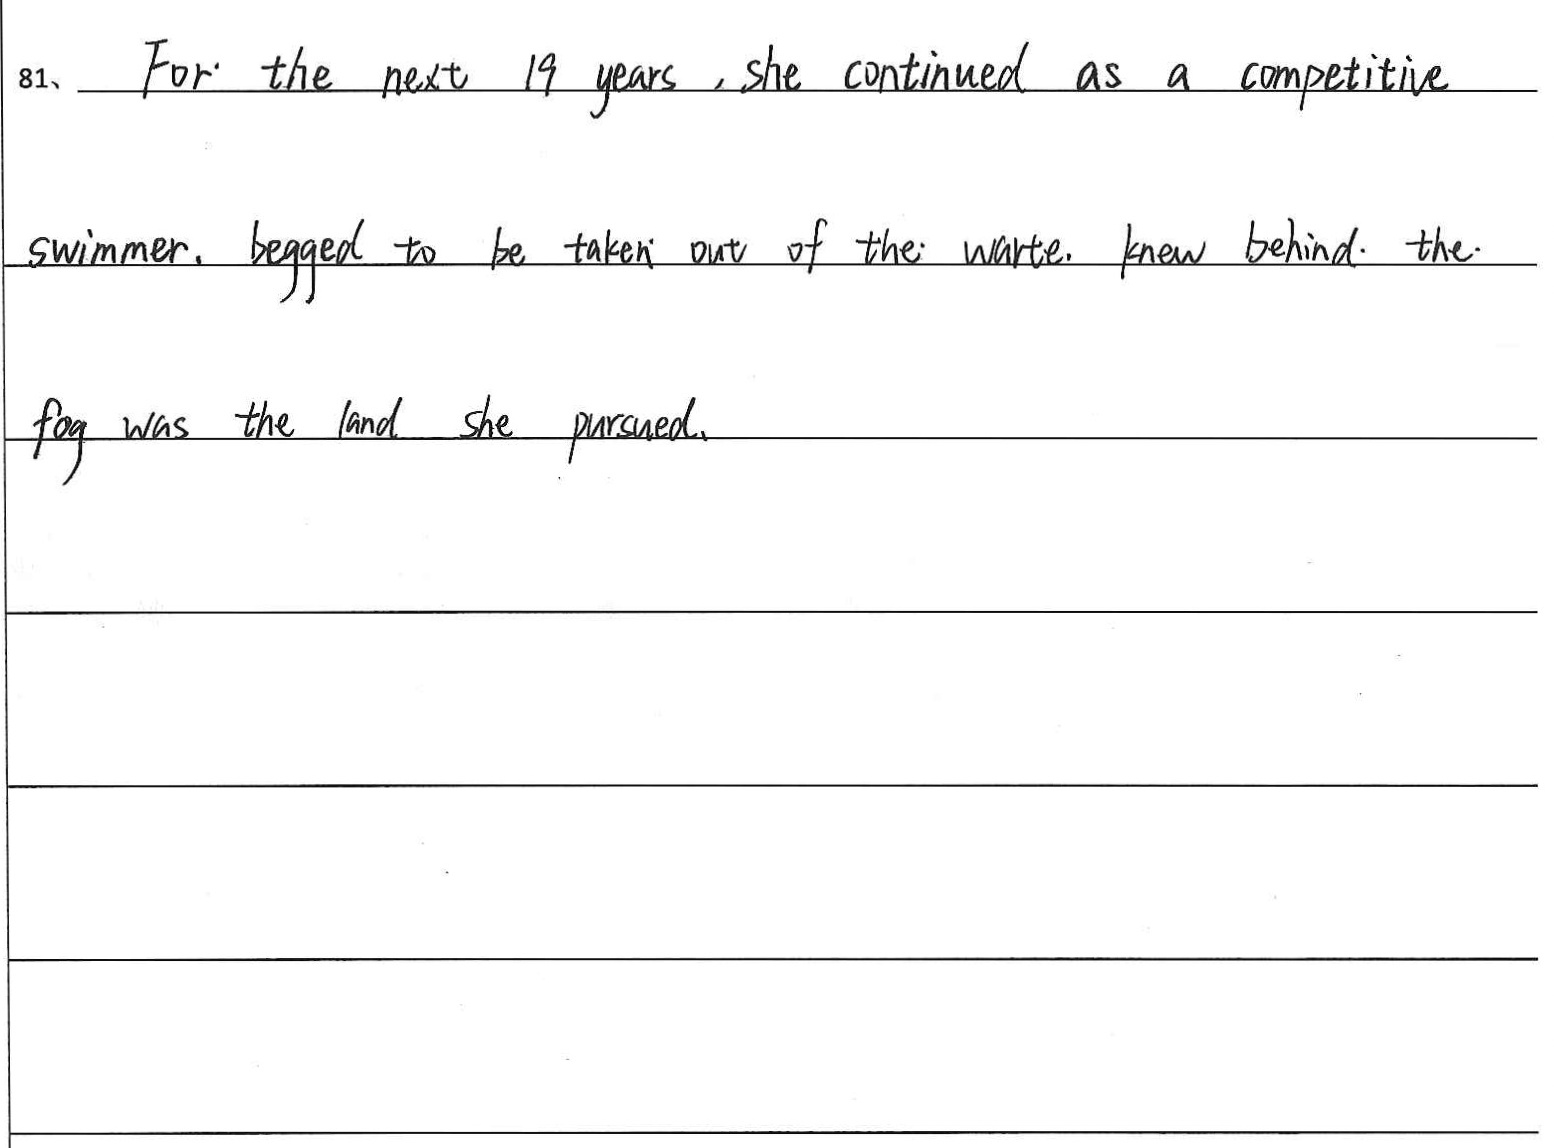 81、 For the next 19 years, she continued as a competitive
swimmer. begged to be taken out of the warte. knew behind the
fog was the land she pursued.